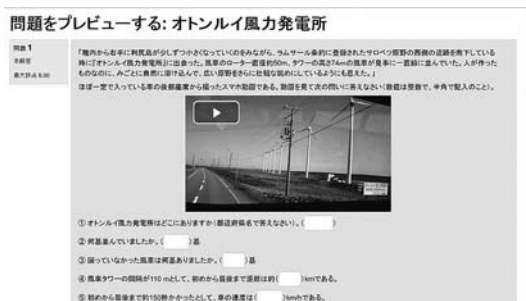 問題をプレビューする: オトンルイ風力発電所
問題 1
未解答
最大評点 6.00
「稚内から右手に利尻島が少しずつ小さくなっていくのをみながら、ラムサール条約に登録されたサロベツ原野の西側の道路を南下している
時に『オトンルイ風力発電所』に出会った。風車のローター直径約50m、タワーの高さ74mの風車が見事に一直線に並んでいた。人が作っ
たものなのに、みごとに自然に溶け込んで、広い原野をさらに壮観な眺めにしているようにも思えた。」
ほぼ一定で入っている車の後部座席から撮ったスマホ動画である。動画を見て次の問いに答えなさい(数値は整数で、半角で記入のこと)。
① オトンルイ風力発電所はどこにありますか(都道府県名で答えなさい)。( )
② 何基並んでいましたか。( )基
③ 回っていなかった風車は何基ありましたか。( )基
④ 風車タワーの間隔が110 mとして、初めから最後まで距離は約( )kmである。
⑤ 初めから最後まで約150秒かかったとして、車の速度は( )km/hである。